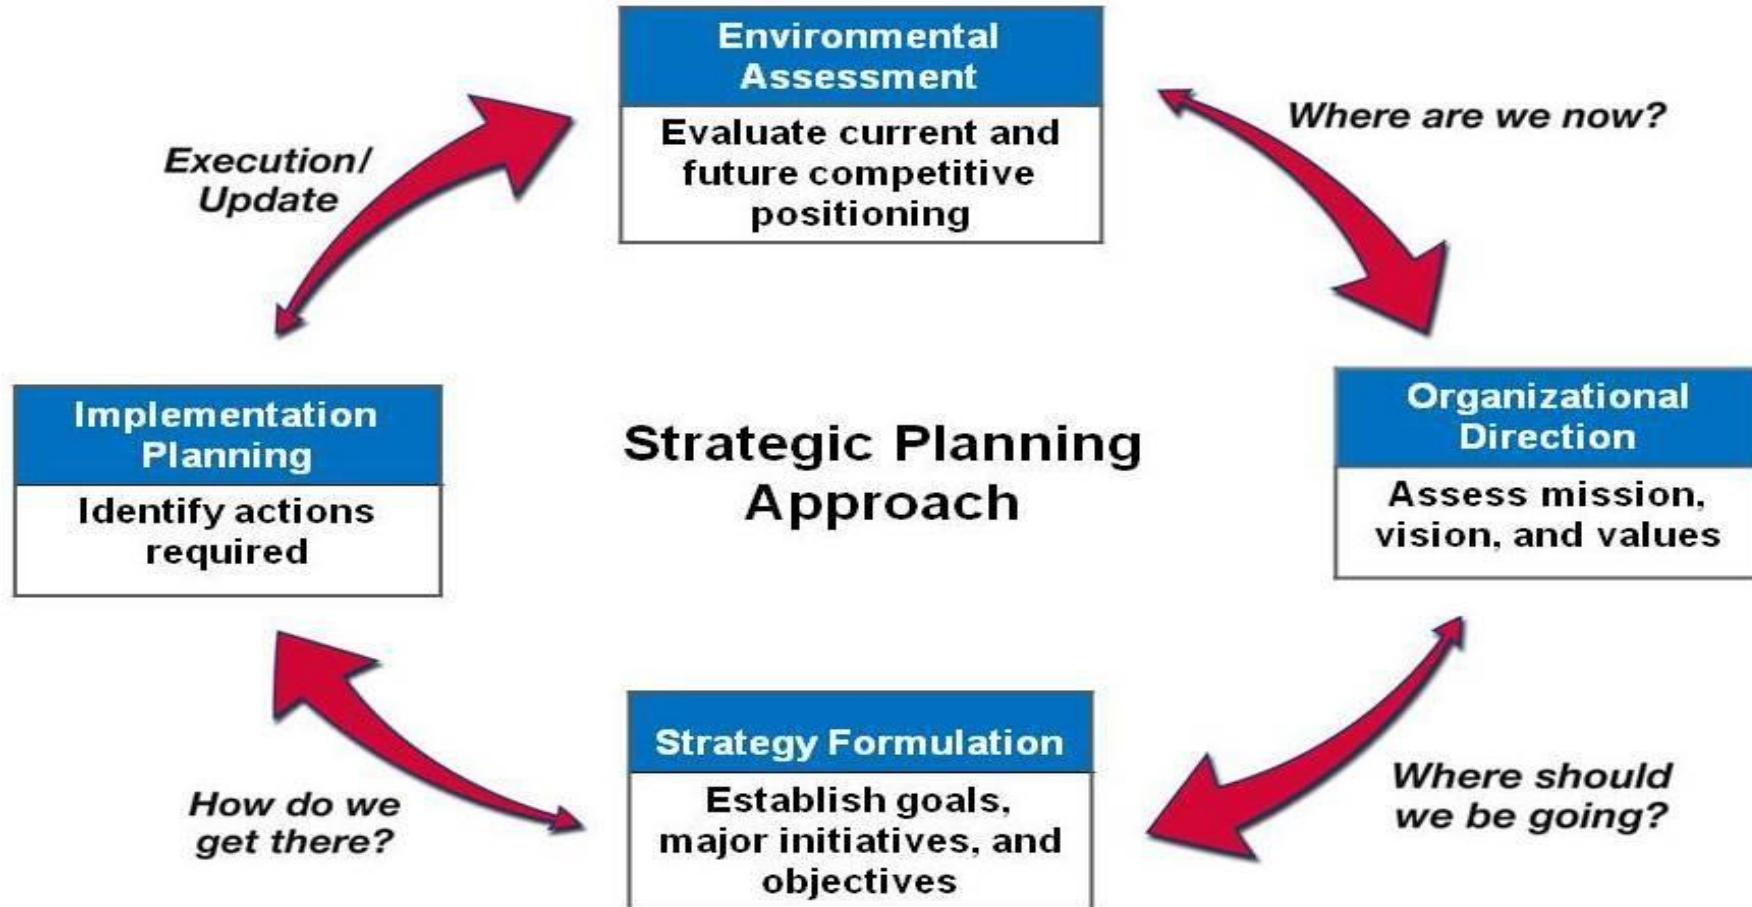 Environmental
Assessment
Evaluate current and
future competitive
positioning
Where are we now?
Execution/
Update
Organizational
Direction
Assess mission,
vision, and values
Implementation
Planning
Identify actions
required
Strategic Planning
Approach
Strategy Formulation
Establish goals,
major initiatives, and
objectives
Where should
we be going?
How do we
get there?